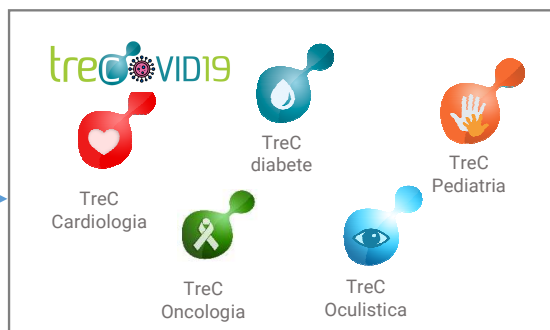 treCOVID19
TreC
diabete
TreC
Pediatria
TreC
Cardiologia
TreC
Oncologia
TreC
Oculistica